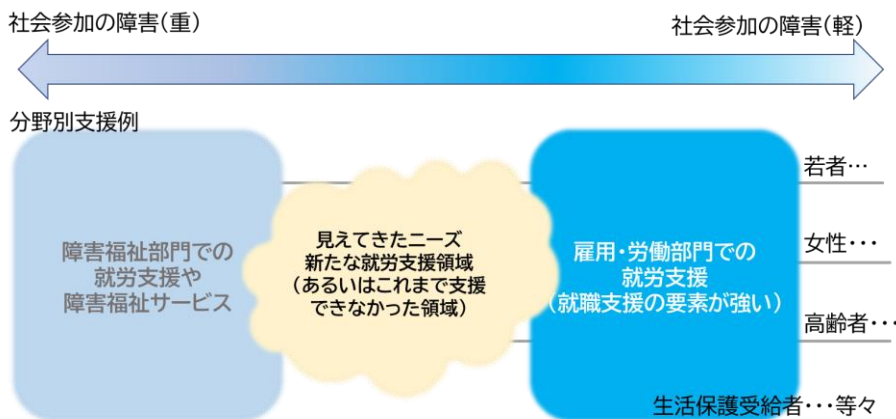 社会参加の障害(重)
社会参加の障害(軽)
分野別支援例
障害福祉部門での
就労支援や
障害福祉サービス
見えてきたニーズ
新たな就労支援領域
(あるいはこれまで支援
できなかった領域)
雇用・労働部門での
就労支援
(就職支援の要素が強い)
若者…
女性・・・
高齢者・・・
生活保護受給者・・・等々